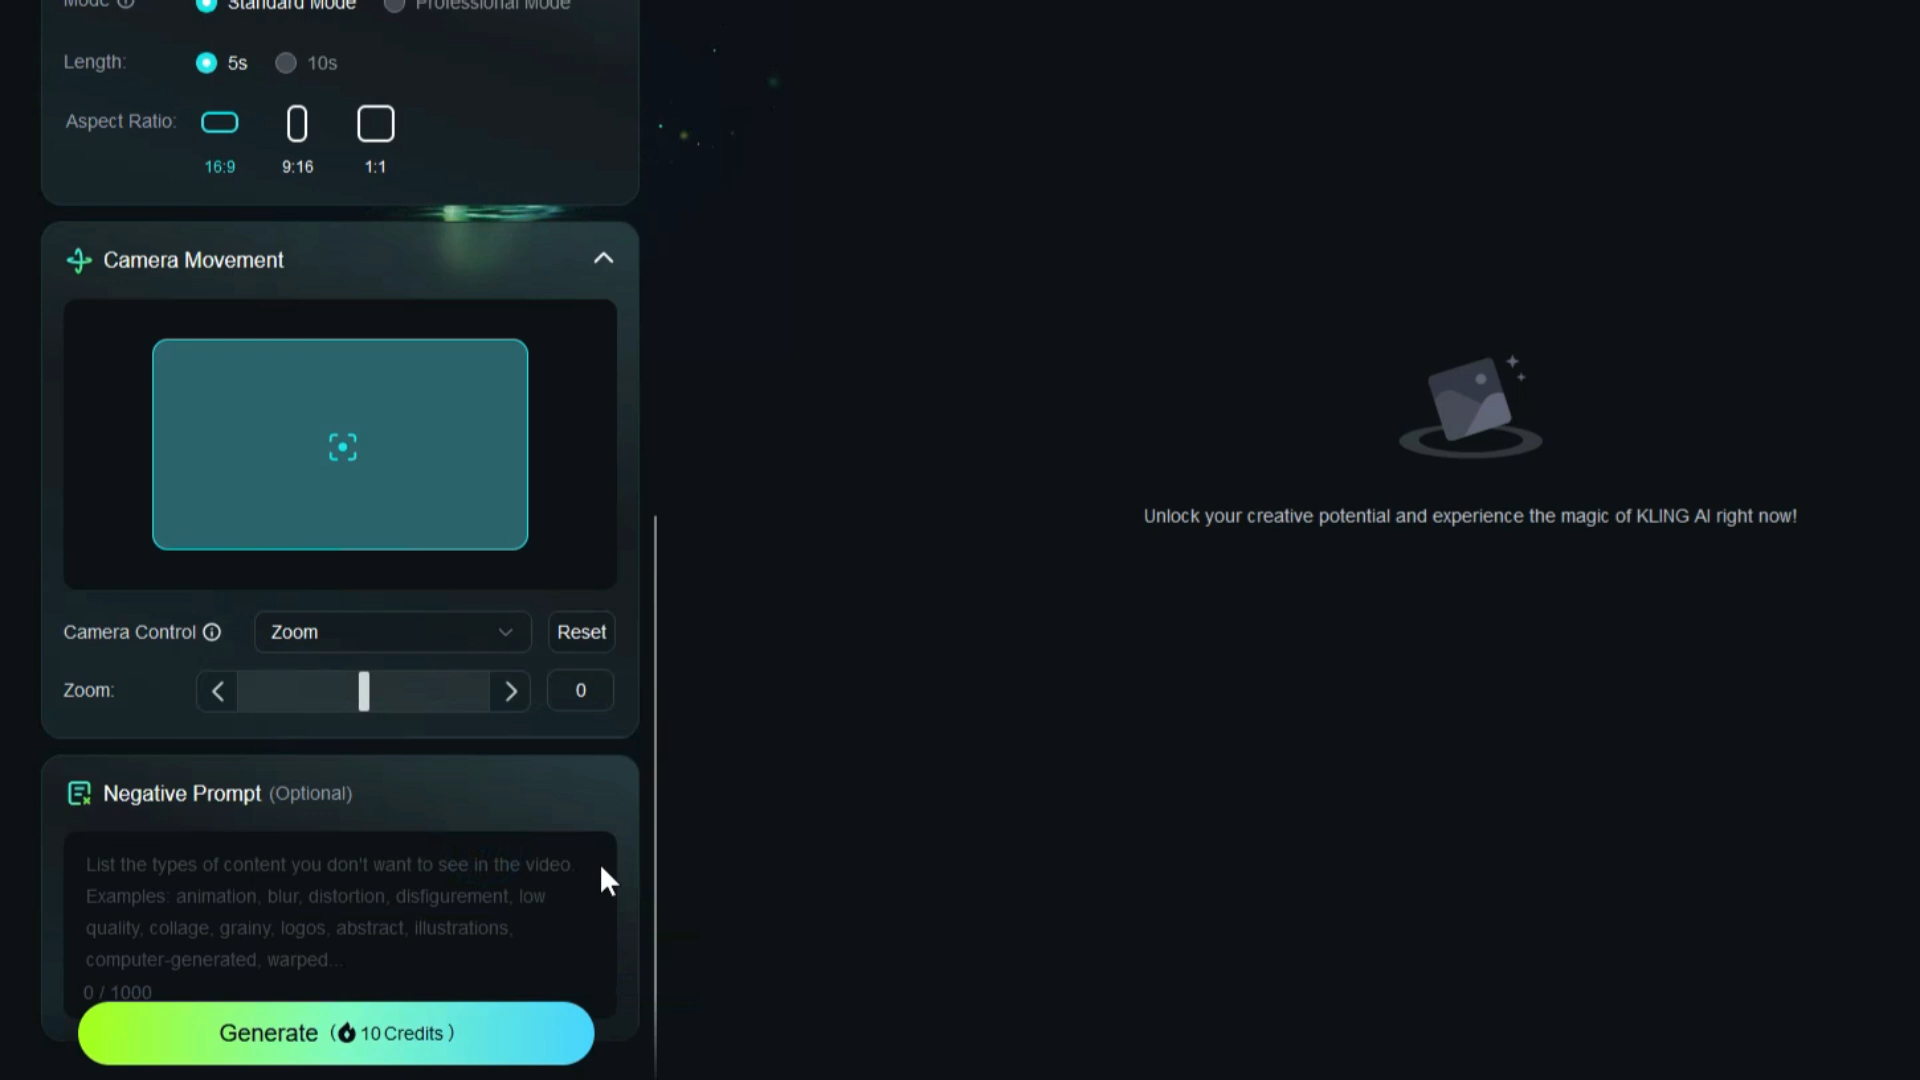 Mode
Standard Mode
Professional Mode
Length:
5s
10s
Aspect Ratio:
16:9
9:16
1:1
Camera Movement
Camera Control
Zoom
Reset
Zoom:
0
Negative Prompt (Optional)
List the types of content you don't want to see in the video.
Examples: animation, blur, distortion, disfigurement, low
quality, collage, grainy, logos, abstract, illustrations,
computer-generated, warped...
0 / 1000
Generate ( 10 Credits )
Unlock your creative potential and experience the magic of KLING AI right now!